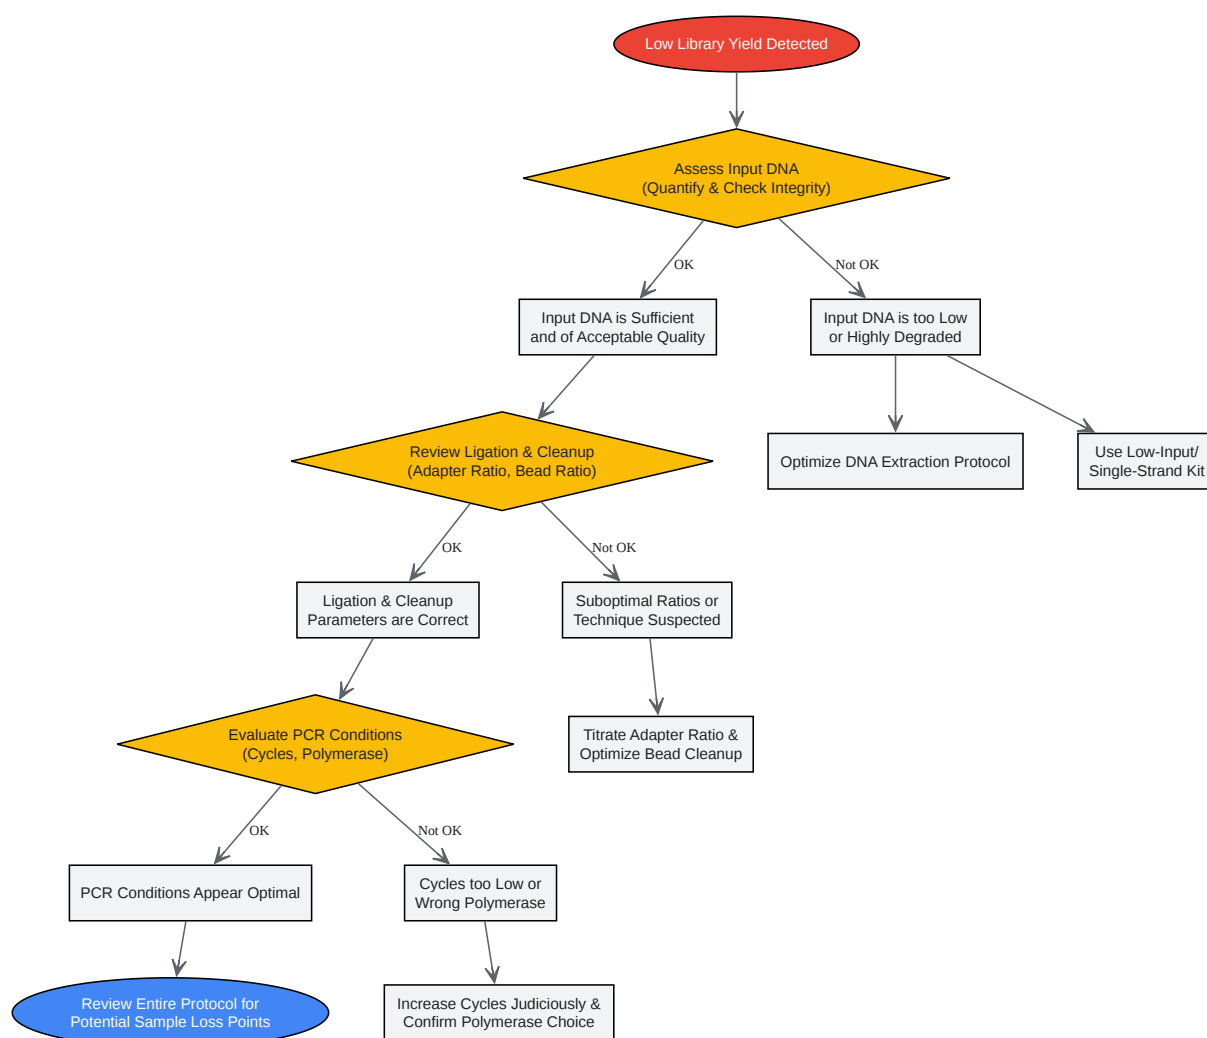 Low Library Yield Detected
Assess Input DNA
(Quantify & Check Integrity)
OK
Not OK
Input DNA is Sufficient
and of Acceptable Quality
Input DNA is too Low
or Highly Degraded
Review Ligation & Cleanup
(Adapter Ratio, Bead Ratio)
Optimize DNA Extraction Protocol
Use Low-Input/
Single-Strand Kit
OK
Not OK
Ligation & Cleanup
Parameters are Correct
Suboptimal Ratios or
Technique Suspected
Evaluate PCR Conditions
(Cycles, Polymerase)
Titrate Adapter Ratio &
Optimize Bead Cleanup
OK
Not OK
PCR Conditions Appear Optimal
Cycles too Low or
Wrong Polymerase
Review Entire Protocol for
Potential Sample Loss Points
Increase Cycles Judiciously &
Confirm Polymerase Choice